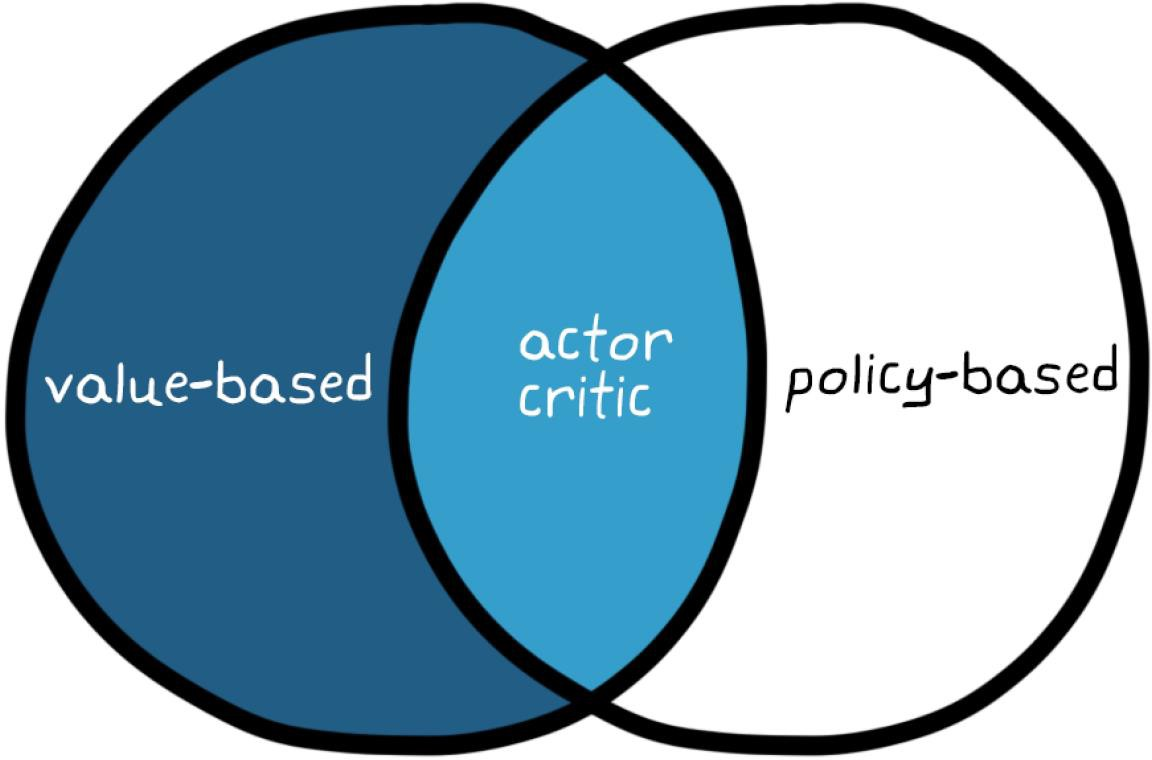 value-based
actor
critic
policy-based